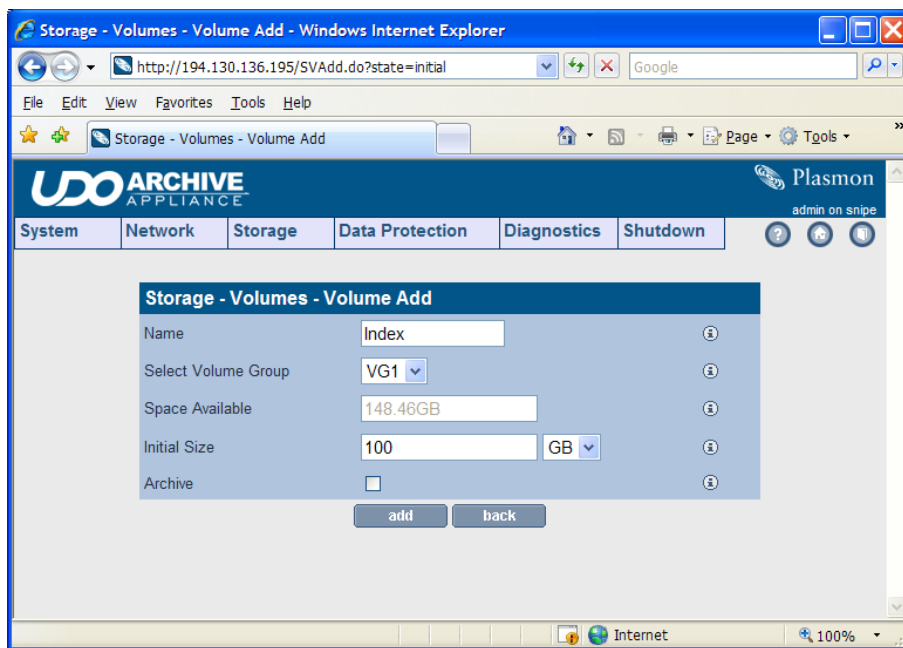 Storage - Volumes - Volume Add - Windows Internet Explorer
http://194.130.136.195/SVAdd.do?state=initial
Google
File Edit View Favorites Tools Help
Storage - Volumes - Volume Add
Page Tools »
UDO ARCHIVE APPLIANCE
Plasmon
admin on snipe
System Network Storage Data Protection Diagnostics Shutdown
Storage - Volumes - Volume Add
Name Index
Select Volume Group VG1
Space Available 148.46GB
Initial Size 100 GB
Archive
add back
Internet 100%